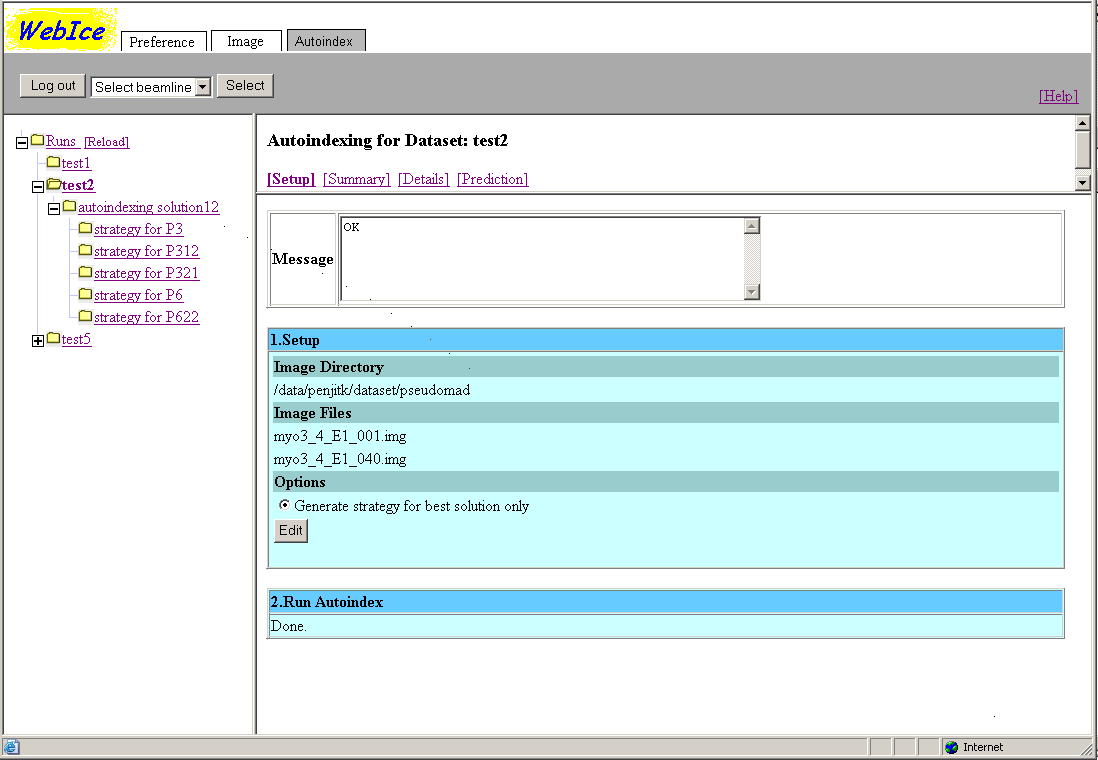 WebIce
Preference Image Autoindex
Log out Select beamline Select
[Help]
Runs [Reload]
test1
test2
autoindexing solution12
strategy for P3
strategy for P312
strategy for P321
strategy for P6
strategy for P622
test5
Autoindexing for Dataset: test2
[Setup] [Summary] [Details] [Prediction]
Message
OK
1.Setup
Image Directory
/data/penjitk/dataset/pseudomad
Image Files
myo3_4_E1_001.img
myo3_4_E1_040.img
Options
Generate strategy for best solution only
Edit
2.Run Autoindex
Done.
Internet